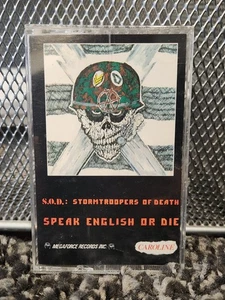 S.O.D.: STORMTROOPERS OF DEATH
SPEAK ENGLISH OR DIE
MEGAFORCE RECORDS INC.
CAROLINE